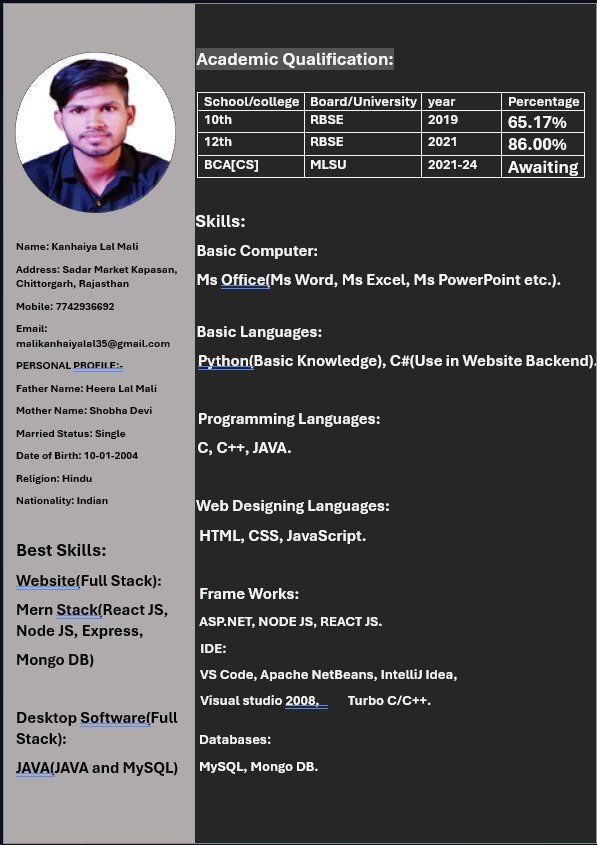 Name: Kanhaiya Lal Mali
Address: Sadar Market Kapasan,
Chittorgarh, Rajasthan
Mobile: 7742936692
Email:
malikanhaiyalal35@gmail.com
PERSONAL PROFILE:-
Father Name: Heera Lal Mali
Mother Name: Shobha Devi
Married Status: Single
Date of Birth: 10-01-2004
Religion: Hindu
Nationality: Indian
Best Skills:
Website(Full Stack):
Mern Stack(React JS,
Node JS, Express,
Mongo DB)
Desktop Software(Full
Stack):
JAVA(JAVA and MySQL)
Academic Qualification:
School/college Board/University year Percentage
10th RBSE 2019 65.17%
12th RBSE 2021 86.00%
BCA[CS] MLSU 2021-24 Awaiting
Skills:
Basic Computer:
Ms Office(Ms Word, Ms Excel, Ms PowerPoint etc.).
Basic Languages:
Python(Basic Knowledge), C#(Use in Website Backend).
Programming Languages:
C, C++, JAVA.
Web Designing Languages:
HTML, CSS, JavaScript.
Frame Works:
ASP.NET, NODE JS, REACT JS.
IDE:
VS Code, Apache NetBeans, IntelliJ Idea,
Visual studio 2008, Turbo C/C++.
Databases:
MySQL, Mongo DB.